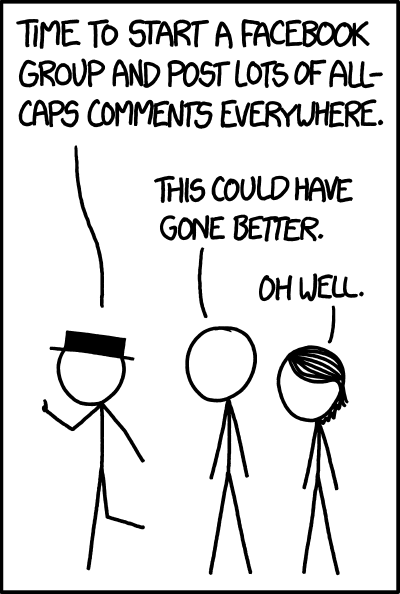 TIME TO START A FACEBOOK
GROUP AND POST LOTS OF ALL-
CAPS COMMENTS EVERYWHERE.
THIS COULD HAVE
GONE BETTER.
OH WELL.